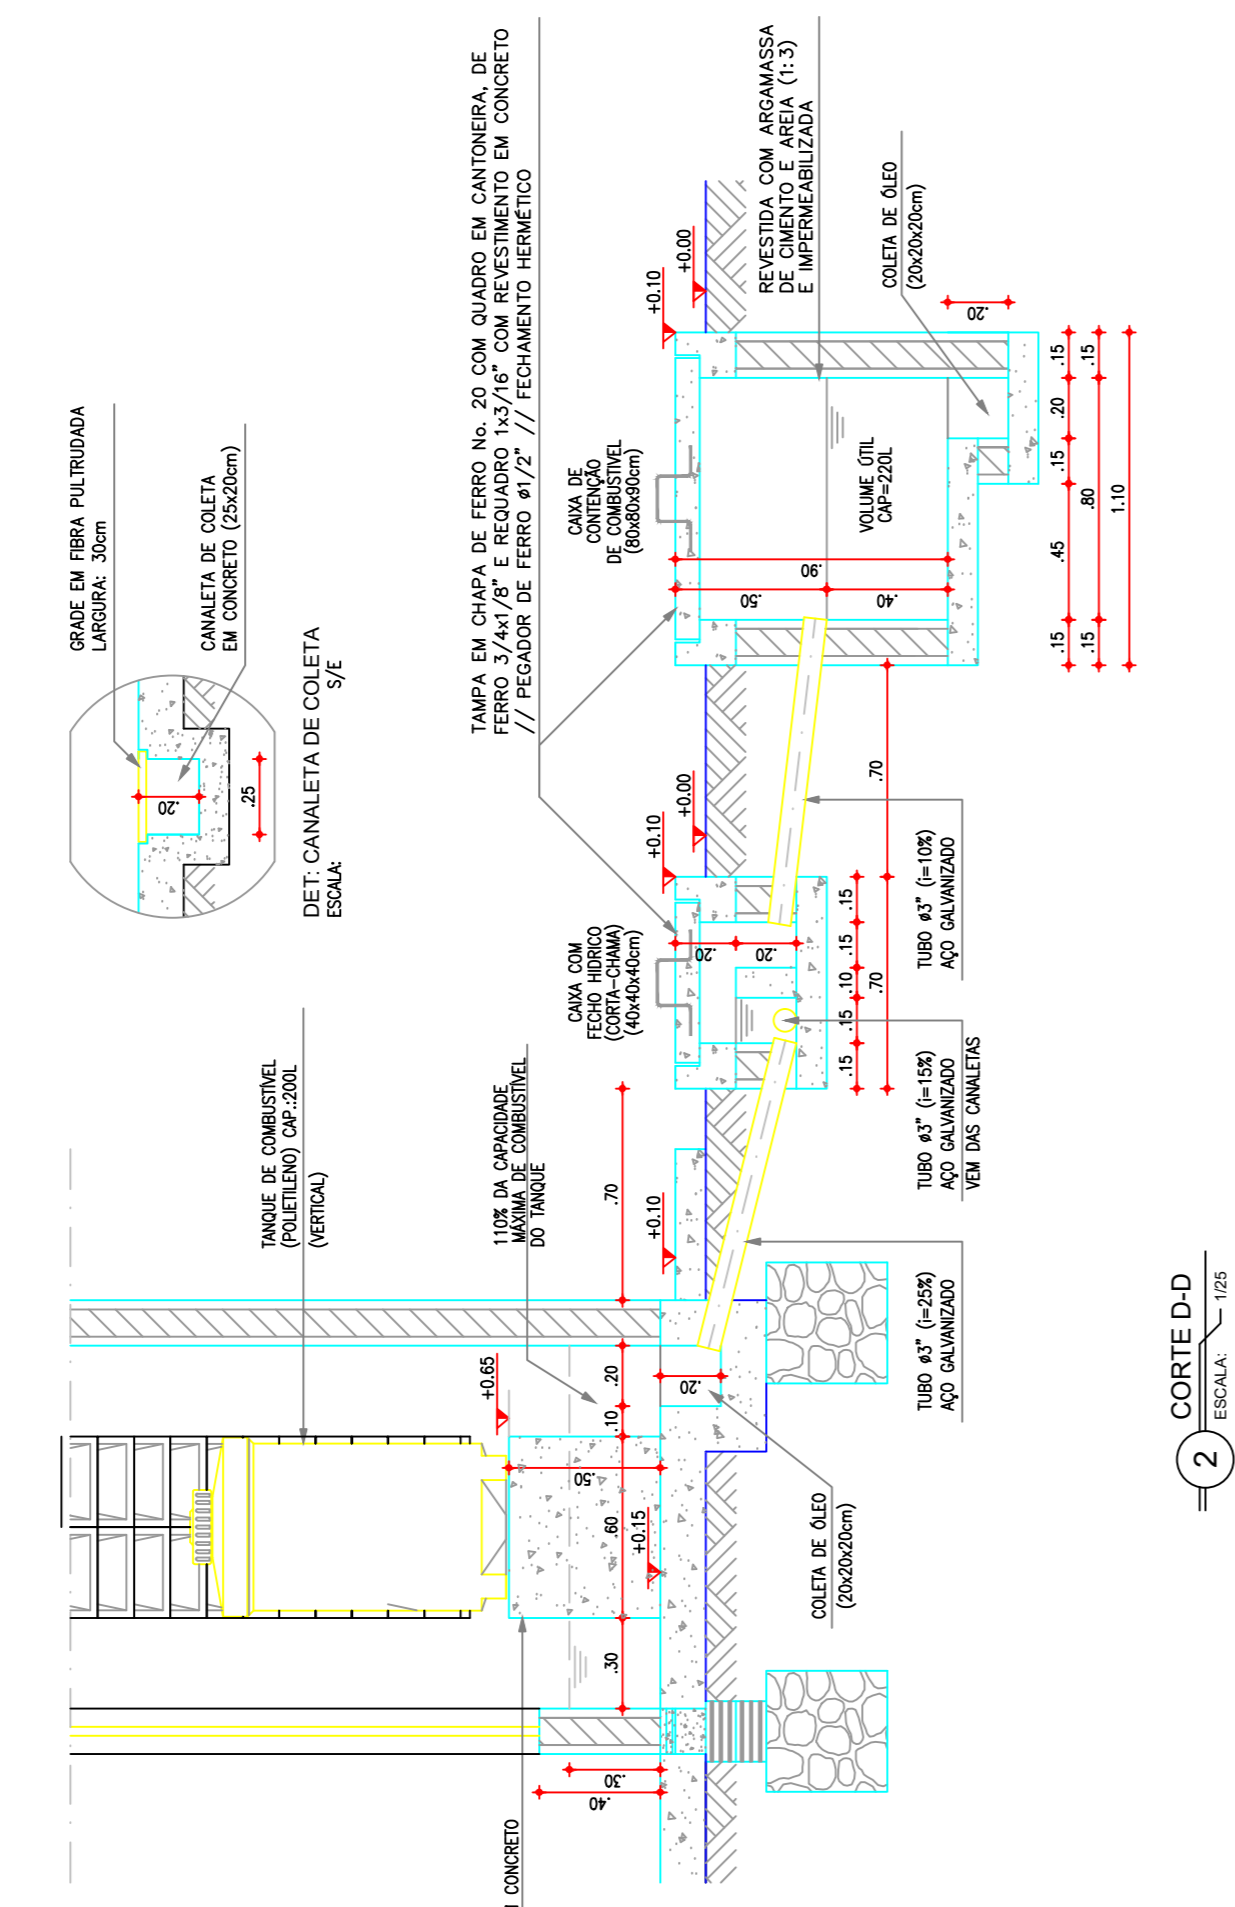 GRADE EM FIBRA PULTRUDADA
LARGURA: 30cm
CANALETA DE COLETA
EM CONCRETO (25x20cm)
.20
.25
DET: CANALETA DE COLETA
ESCALA:
S/E
TAMPA EM CHAPA DE FERRO No. 20 COM QUADRO EM CANTONEIRA, DE
FERRO 3/4x1/8" E REQUADRO 1x3/16" COM REVESTIMENTO EM CONCRETO
// PEGADOR DE FERRO ø1/2" // FECHAMENTO HERMÉTICO
TANQUE DE COMBUSTÍVEL
(POLIETILENO) CAP.:200L
(VERTICAL)
110% DA CAPACIDADE
MÁXIMA DE COMBUSTÍVEL
DO TANQUE
CAIXA COM
FECHO HIDRICO
(CORTA-CHAMA)
(40x40x40cm)
CAIXA DE
CONTENÇÃO
DE COMBUSTIVEL
(80x80x90cm)
REVESTIDA COM ARGAMASSA
DE CIMENTO E AREIA (1:3)
E IMPERMEABILIZADA
COLETA DE ÓLEO
(20x20x20cm)
VOLUME ÚTIL
CAP=220L
+0.65
+0.15
+0.10
+0.10
+0.00
+0.10
+0.00
.40
.30
.30
.60
.50
.10
.20
.20
.70
.20
.20
.15
.15
.10
.15
.15
.70
.70
.50
.40
.90
.20
.15
.45
.15
.20
.15
.15
.80
.15
1.10
I CONCRETO
COLETA DE ÓLEO
(20x20x20cm)
TUBO ø3" (i=25%)
AÇO GALVANIZADO
TUBO ø3" (i=15%)
AÇO GALVANIZADO
VEM DAS CANALETAS
TUBO ø3" (i=10%)
AÇO GALVANIZADO
2
CORTE D-D
ESCALA: 1/25